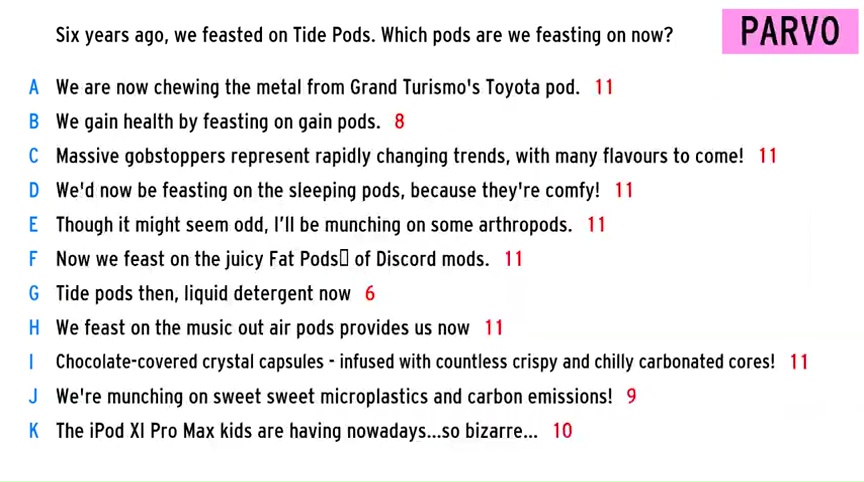 Six years ago, we feasted on Tide Pods. Which pods are we feasting on now?
PARVO
A We are now chewing the metal from Grand Turismo's Toyota pod. 11
B We gain health by feasting on gain pods. 8
C Massive gobstoppers represent rapidly changing trends, with many flavours to come! 11
D We'd now be feasting on the sleeping pods, because they're comfy! 11
E Though it might seem odd, I'll be munching on some arthropods. 11
F Now we feast on the juicy Fat Pods▯ of Discord mods. 11
G Tide pods then, liquid detergent now 6
H We feast on the music out air pods provides us now 11
I Chocolate-covered crystal capsules - infused with countless crispy and chilly carbonated cores! 11
J We're munching on sweet sweet microplastics and carbon emissions! 9
K The iPod XI Pro Max kids are having nowadays...so bizarre... 10